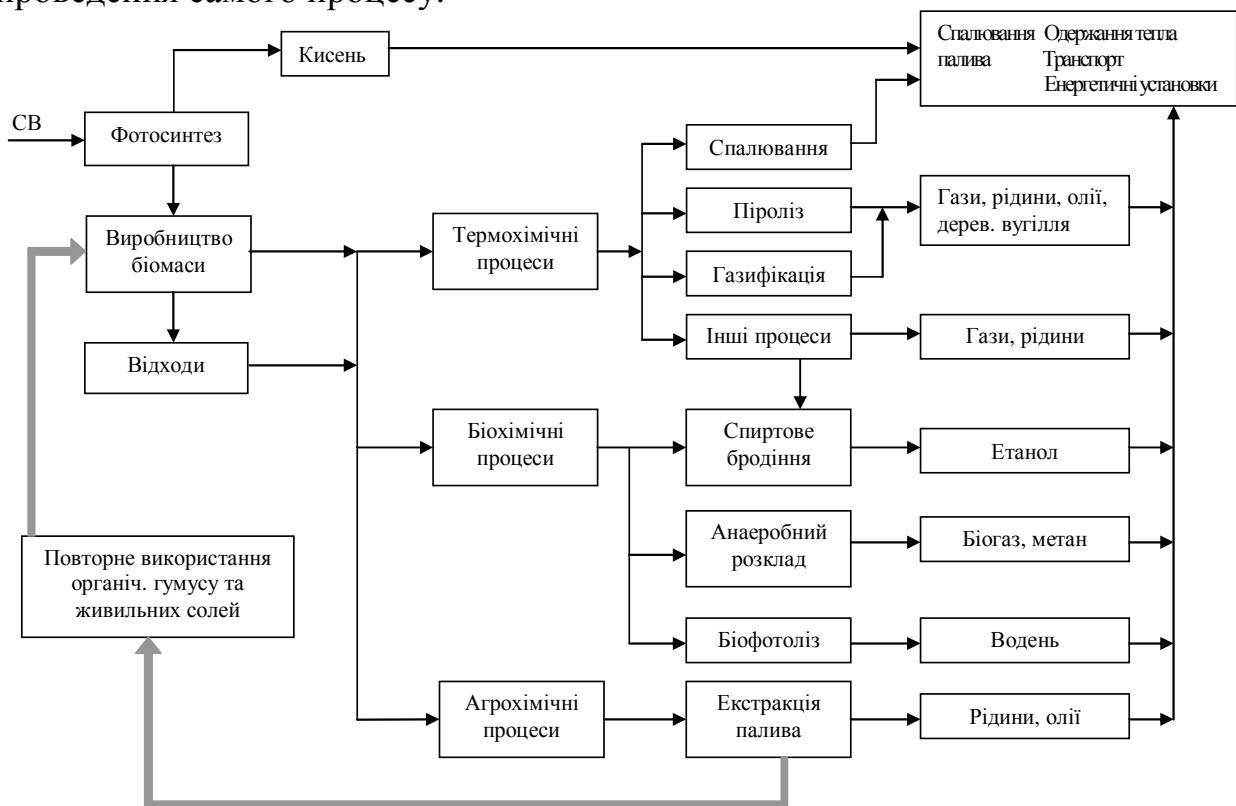 проведення самого процесу.
Кисень
Спалювання Одержання тепла
палива Транспорт
Енергетичні установки
СВ
Фотосинтез
Спалювання
Виробництво
біомаси
Термохімічні
процеси
Піроліз
Гази, рідини, олії,
дерев. вугілля
Газифікація
Відходи
Інші процеси
Гази, рідини
Біохімічні
процеси
Спиртове
бродіння
Етанол
Повторне використання
органіч. гумусу та
живильних солей
Анаеробний
розклад
Біогаз, метан
Біофотоліз
Водень
Агрохімічні
процеси
Екстракція
палива
Рідини, олії